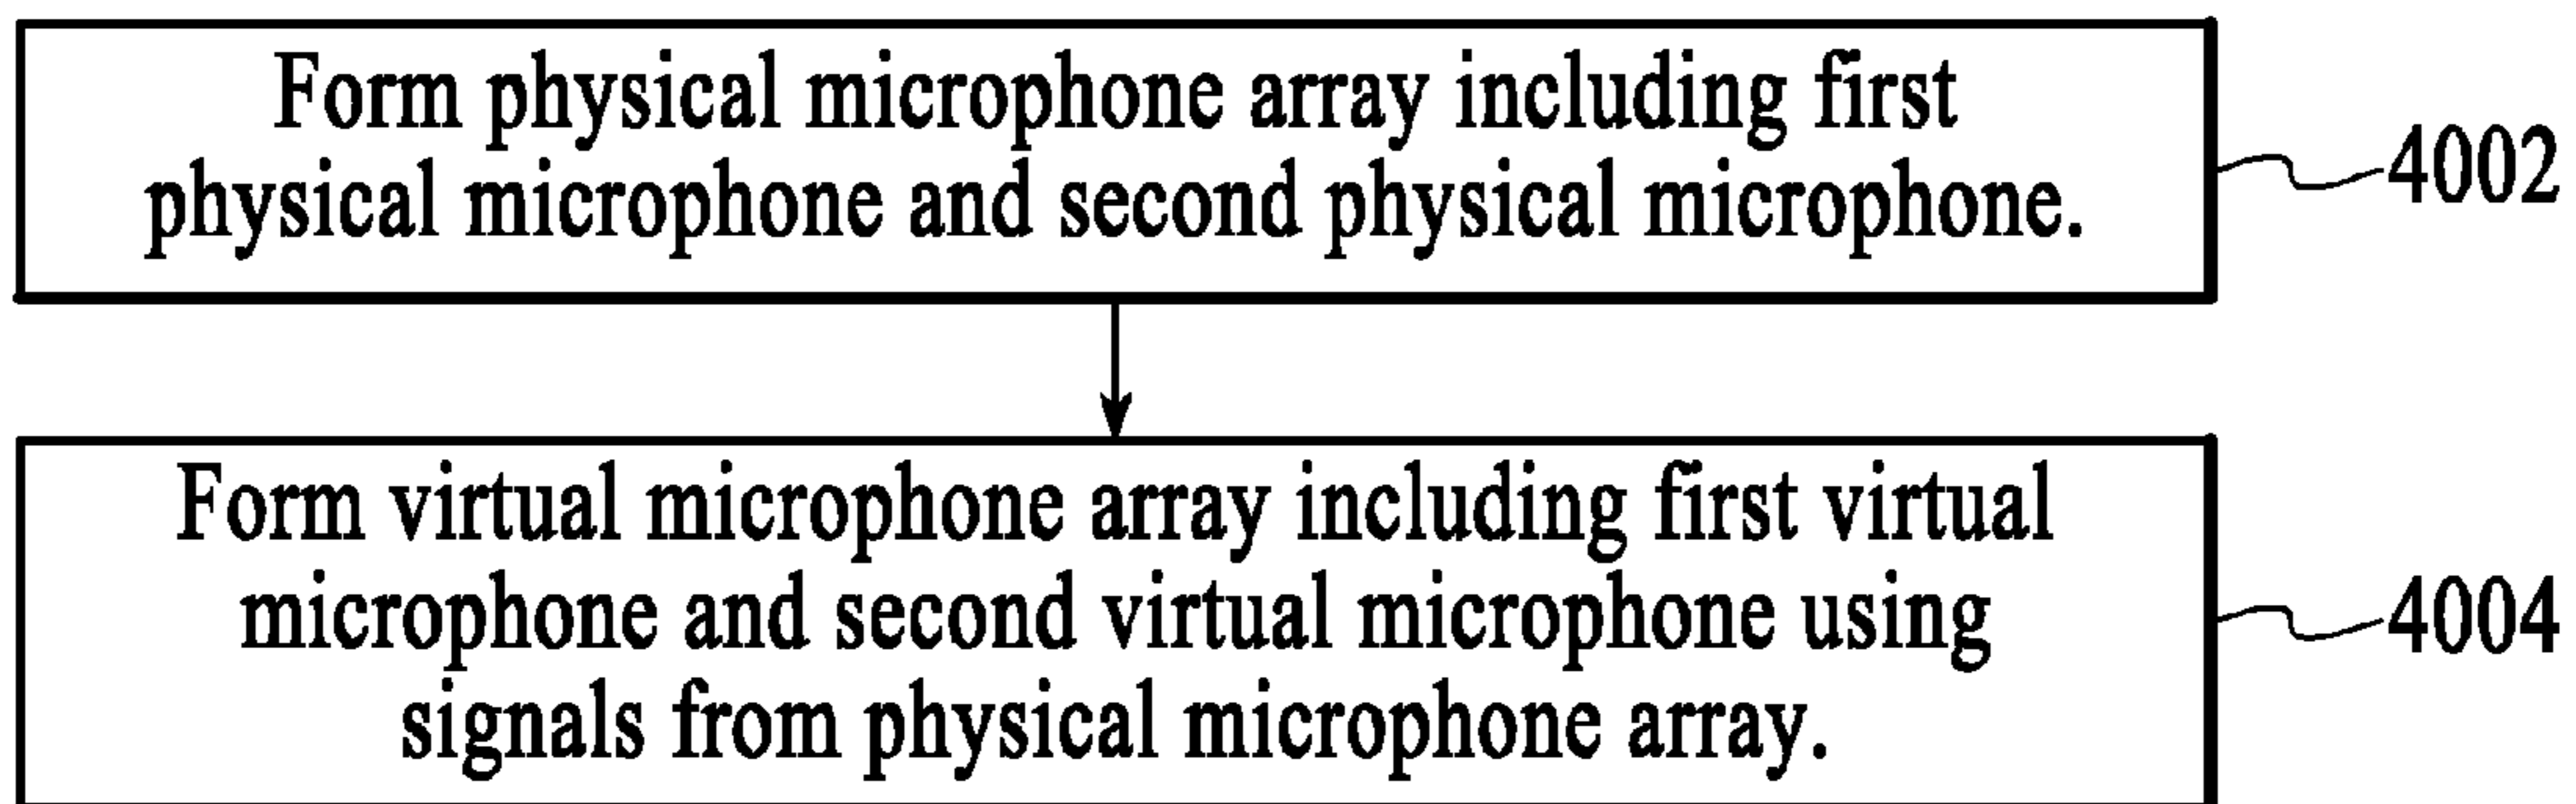 Form physical microphone array including first
physical microphone and second physical microphone.
4002
Form virtual microphone array including first virtual
microphone and second virtual microphone using
signals from physical microphone array.
4004